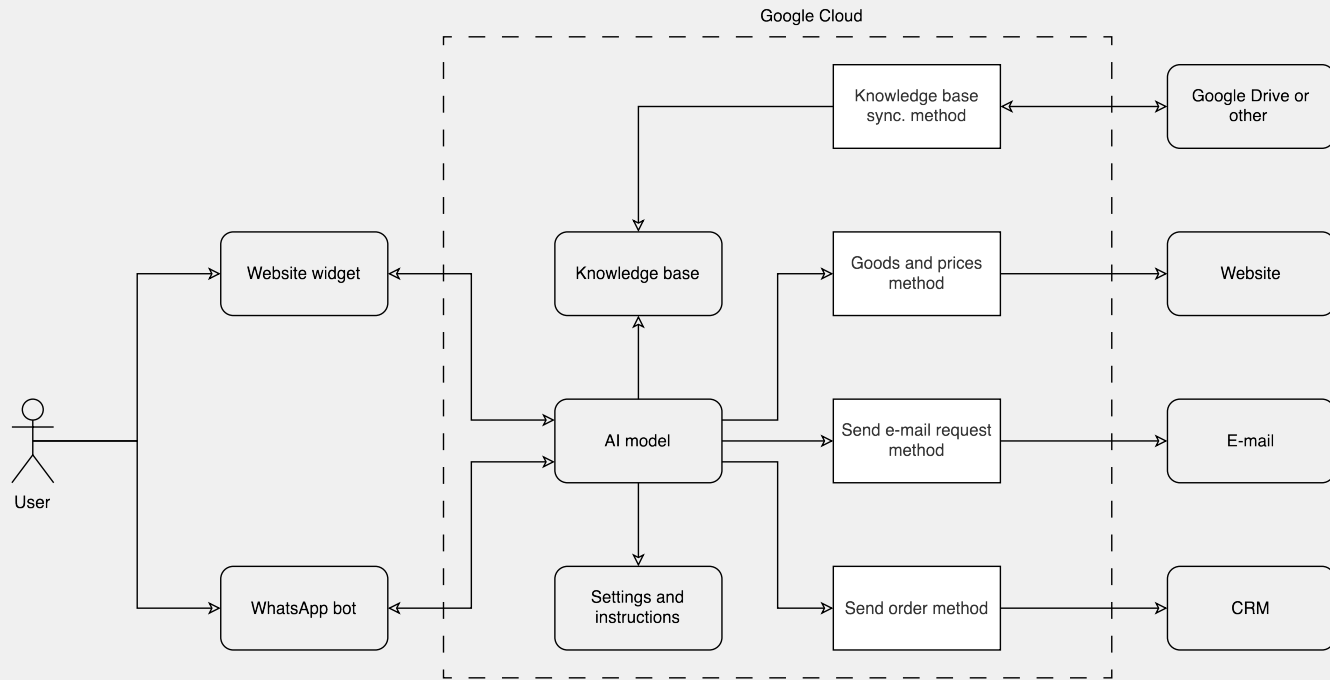 Google Cloud
Knowledge base
sync. method
Google Drive or
other
Website widget
Knowledge base
Goods and prices
method
Website
AI model
Send e-mail request
method
E-mail
User
WhatsApp bot
Settings and
instructions
Send order method
CRM